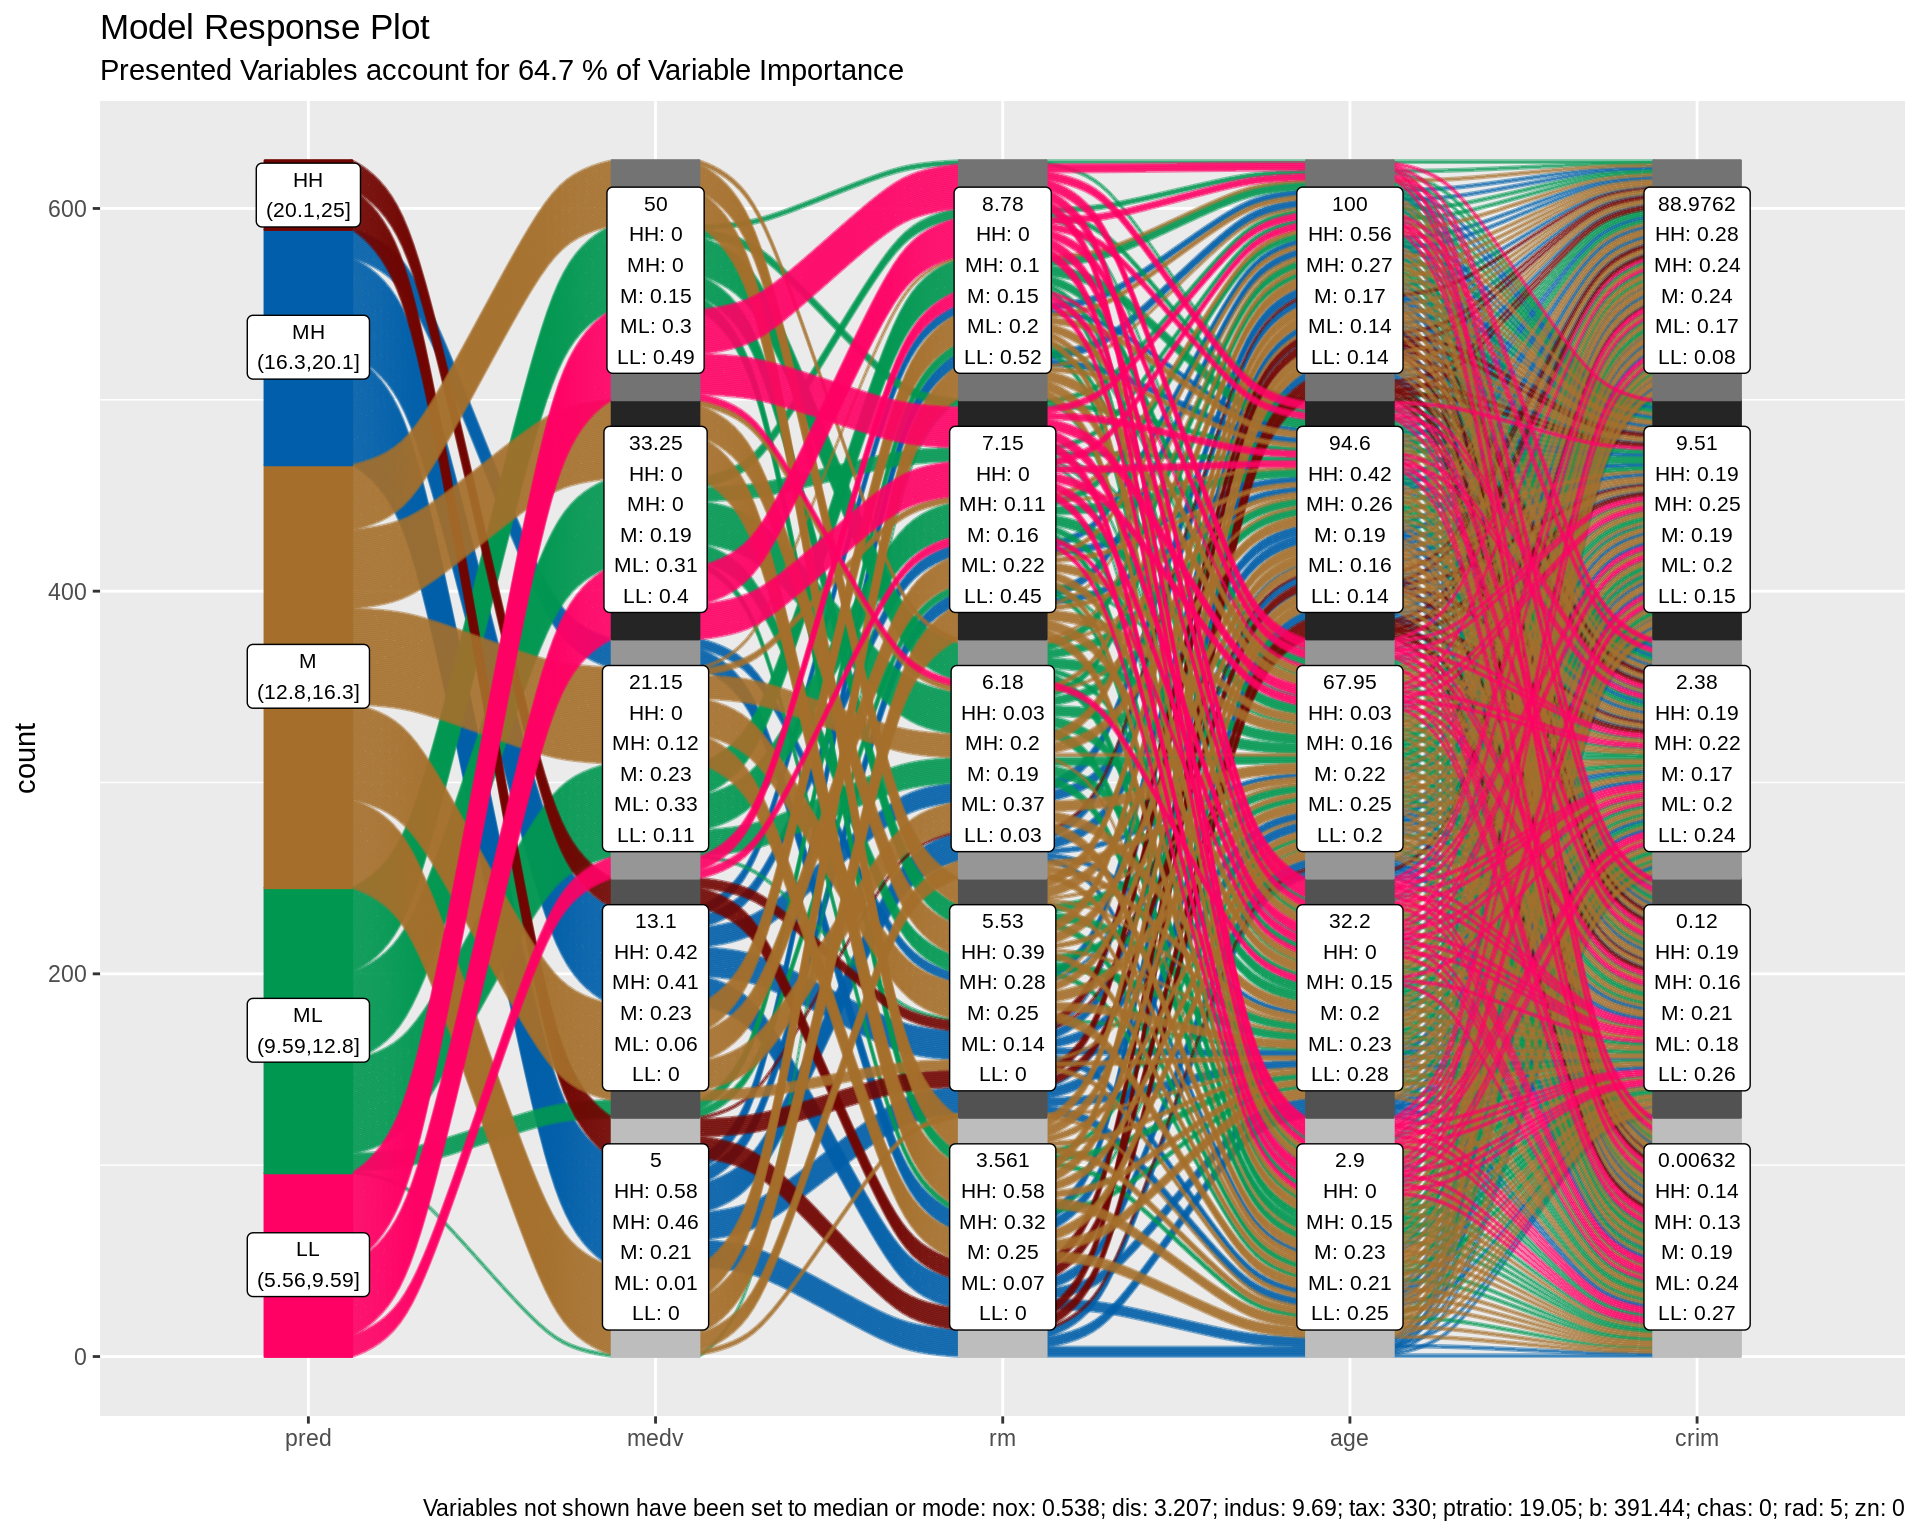 Model Response Plot
Presented Variables account for 64.7 % of Variable Importance
count
600
400
200
0
HH
(20.1,25]
MH
(16.3,20.1]
M
(12.8,16.3]
ML
(9.59,12.8]
LL
(5.56,9.59]
50
HH: 0
MH: 0
M: 0.15
ML: 0.3
LL: 0.49
33.25
HH: 0
MH: 0
M: 0.19
ML: 0.31
LL: 0.4
21.15
HH: 0
MH: 0.12
M: 0.23
ML: 0.33
LL: 0.11
13.1
HH: 0.42
MH: 0.41
M: 0.23
ML: 0.06
LL: 0
5
HH: 0.58
MH: 0.46
M: 0.21
ML: 0.01
LL: 0
8.78
HH: 0
MH: 0.1
M: 0.15
ML: 0.2
LL: 0.52
7.15
HH: 0
MH: 0.11
M: 0.16
ML: 0.22
LL: 0.45
6.18
HH: 0.03
MH: 0.2
M: 0.19
ML: 0.37
LL: 0.03
5.53
HH: 0.39
MH: 0.28
M: 0.25
ML: 0.14
LL: 0
3.561
HH: 0.58
MH: 0.32
M: 0.25
ML: 0.07
LL: 0
100
HH: 0.56
MH: 0.27
M: 0.17
ML: 0.14
LL: 0.14
94.6
HH: 0.42
MH: 0.26
M: 0.19
ML: 0.16
LL: 0.14
67.95
HH: 0.03
MH: 0.16
M: 0.22
ML: 0.25
LL: 0.2
32.2
HH: 0
MH: 0.15
M: 0.2
ML: 0.23
LL: 0.28
2.9
HH: 0
MH: 0.15
M: 0.23
ML: 0.21
LL: 0.25
88.9762
HH: 0.28
MH: 0.24
M: 0.24
ML: 0.17
LL: 0.08
9.51
HH: 0.19
MH: 0.25
M: 0.19
ML: 0.2
LL: 0.15
2.38
HH: 0.19
MH: 0.22
M: 0.17
ML: 0.2
LL: 0.24
0.12
HH: 0.19
MH: 0.16
M: 0.21
ML: 0.18
LL: 0.26
0.00632
HH: 0.14
MH: 0.13
M: 0.19
ML: 0.24
LL: 0.27
pred
medv
rm
age
crim
Variables not shown have been set to median or mode: nox: 0.538; dis: 3.207; indus: 9.69; tax: 330; ptratio: 19.05; b: 391.44; chas: 0; rad: 5; zn: 0